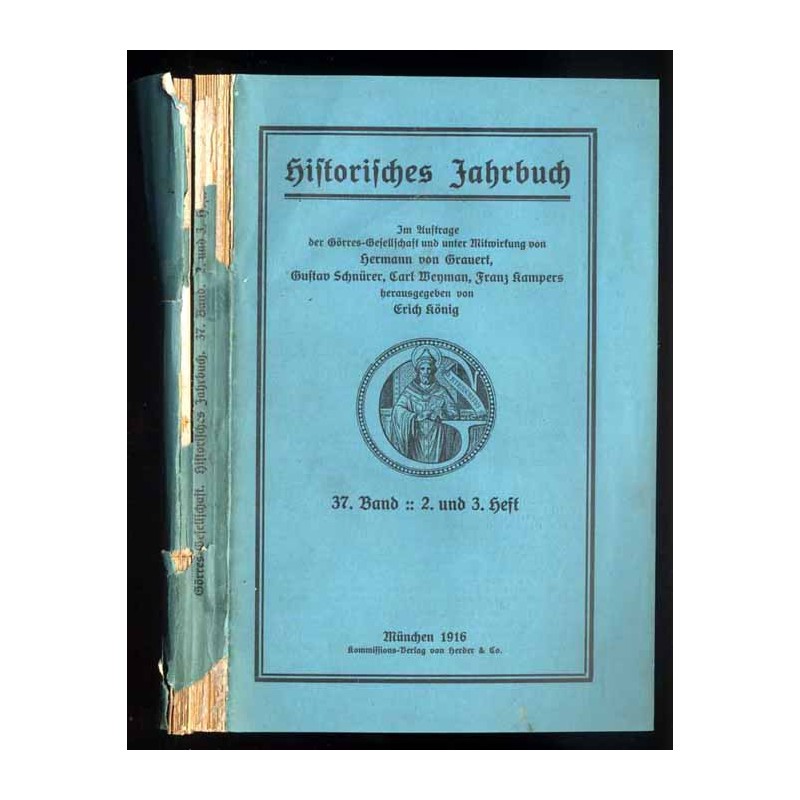 Historisches Jahrbuch
Im Auftrage
der Görres-Gesellschaft und unter Mitwirkung von
Hermann von Grauert,
Gustav Schnürer, Carl Weyman, Franz Kampers
herausgegeben von
Erich König
37. Band :: 2. und 3. Heft
München 1916
Kommissions-Verlag von Herder & Co.
Görres-Gesellschaft. Historisches Jahrbuch. 37. Band. 2. und 3. H